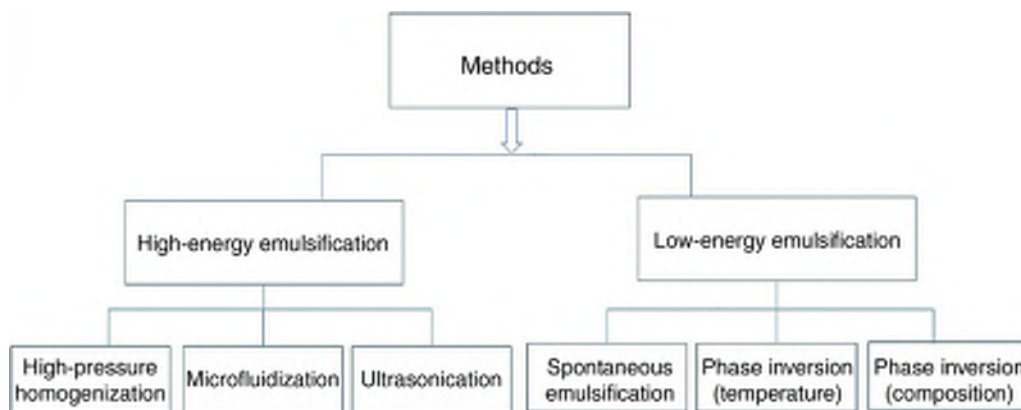 Methods
High-energy emulsification
Low-energy emulsification
High-pressure
homogenization
Microfluidization
Ultrasonication
Spontaneous
emulsification
Phase inversion
(temperature)
Phase inversion
(composition)